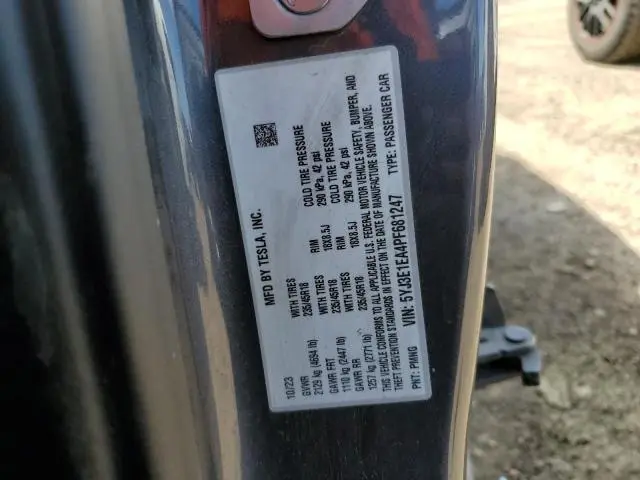 MFD BY TESLA, INC.
10/23
GVWR
2129 kg (4694 lb)
GAWR FRT WITH TIRES RIM COLD TIRE PRESSURE
1110 kg (2447 lb) 235/45R18 18X8.5J 290 kPa, 42 psi
GAWR RR WITH TIRES RIM COLD TIRE PRESSURE
1257 kg (2771 lb) 235/45R18 18X8.5J 290 kPa, 42 psi
THIS VEHICLE CONFORMS TO ALL APPLICABLE U.S. FEDERAL MOTOR VEHICLE SAFETY, BUMPER, AND
THEFT PREVENTION STANDARDS IN EFFECT ON THE DATE OF MANUFACTURE SHOWN ABOVE.
VIN: 5YJ3E1EA4PF681247 TYPE: PASSENGER CAR
PNT: PMNG